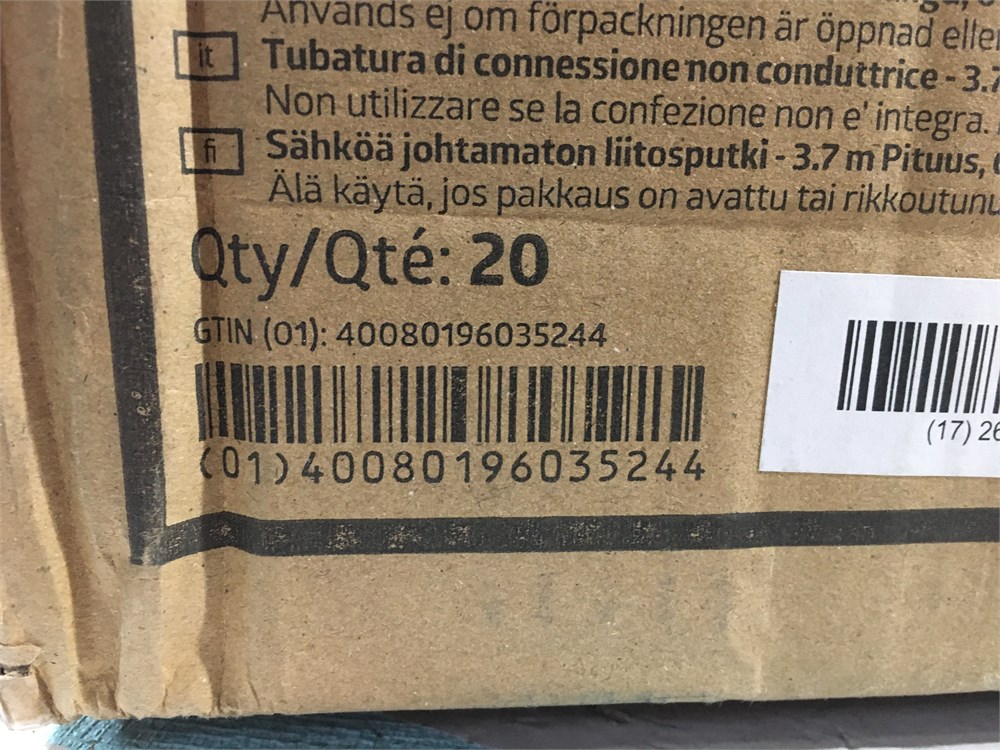 Används ej om förpackningen är öppnad eller
it Tubatura di connessione non conduttrice - 3.7
Non utilizzare se la confezione non e' integra.
fi Sähköä johtamaton liitosputki - 3.7 m Pituus,
Älä käytä, jos pakkaus on avattu tai rikkoutunu
Qty/Qté: 20
GTIN (01): 40080196035244
(01)40080196035244
(17) 26